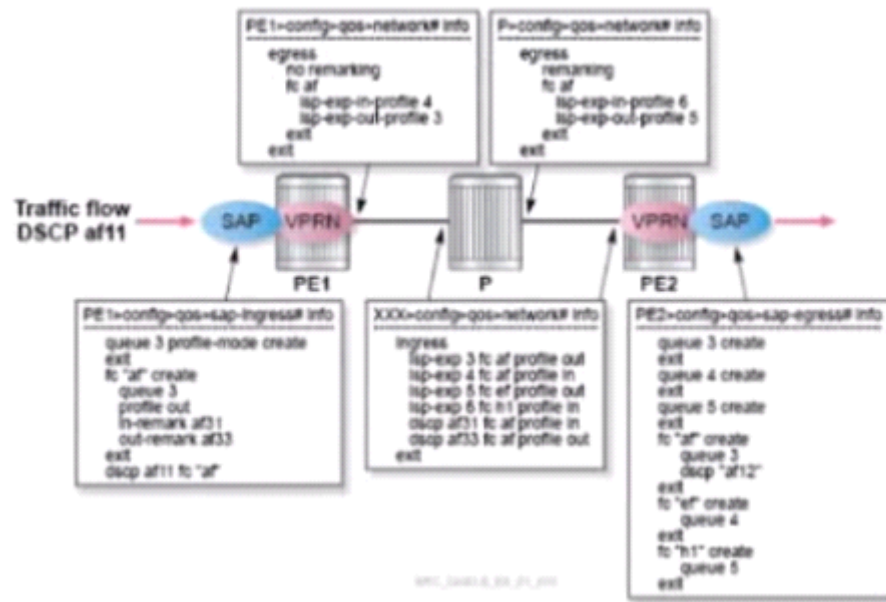 PE1>config>qos>network# info
egress
no remarking
fc af
lsp-exp-in-profile 4
lsp-exp-out-profile 3
exit
exit
P>config>qos>network# info
egress
remarking
fc af
lsp-exp-in-profile 6
lsp-exp-out-profile 5
exit
exit
Traffic flow
DSCP af11
SAP
VPRN
PE1
P
VPRN
SAP
PE2
PE1>config>qos>sap-ingress# info
queue 3 profile-mode create
exit
fc "af" create
queue 3
profile out
in-remark af31
out-remark af33
exit
dscp af11 fc "af"
XXX>config>qos>network# info
ingress
lsp-exp 3 fc af profile out
lsp-exp 4 fc af profile in
lsp-exp 5 fc ef profile out
lsp-exp 6 fc h1 profile in
dscp af31 fc af profile in
dscp af33 fc af profile out
exit
PE2>config>qos>sap-egress# info
queue 3 create
exit
queue 4 create
exit
queue 5 create
exit
fc "af" create
queue 3
dscp "af12"
exit
fc "ef" create
queue 4
exit
fc "h1" create
queue 5
exit